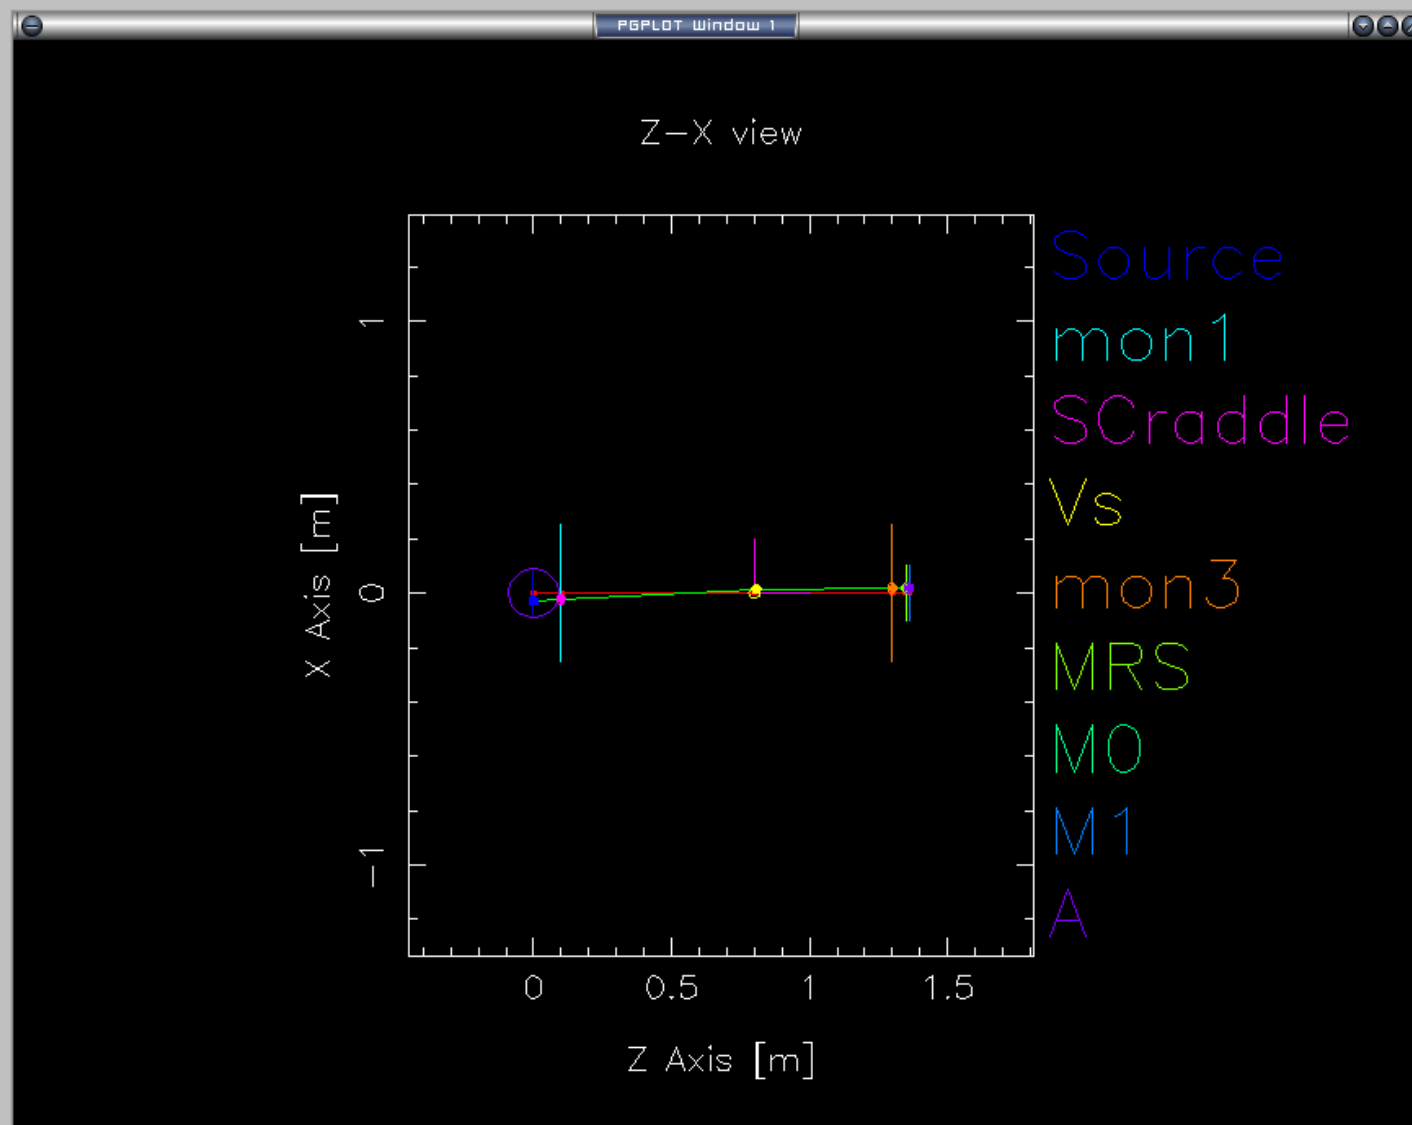 PGPLOT Window 1
Z-X view
Source
mon1
SCraddle
Vs
mon3
MRS
M0
M1
A
X Axis [m]
1
0
-1
0 0.5 1 1.5
Z Axis [m]